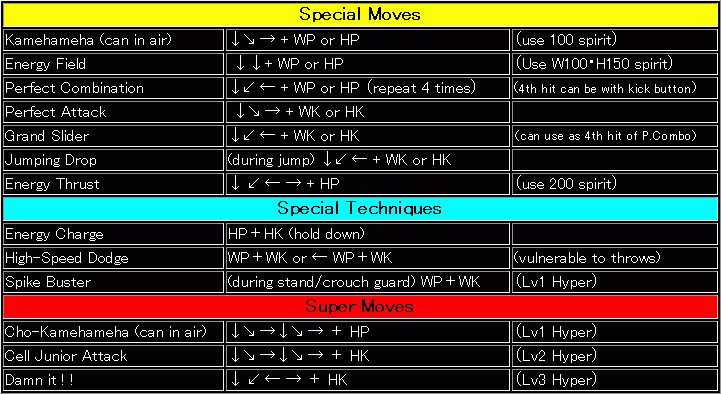 Special Moves
Kamehameha (can in air) ↓↘→+ WP or HP (use 100 spirit)
Energy Field ↓↓+ WP or HP (Use W100・H150 spirit)
Perfect Combination ↓↙←+ WP or HP (repeat 4 times) (4th hit can be with kick button)
Perfect Attack ↓↘→+ WK or HK
Grand Slider ↓↙←+ WK or HK (can use as 4th hit of P.Combo)
Jumping Drop (during jump) ↓↙←+ WK or HK
Energy Thrust ↓↙←→+ HP (use 200 spirit)
Special Techniques
Energy Charge HP+HK (hold down)
High-Speed Dodge WP+WK or ← WP+WK (vulnerable to throws)
Spike Buster (during stand/crouch guard) WP+WK (Lv1 Hyper)
Super Moves
Cho-Kamehameha (can in air) ↓↘→↓↘→ + HP (Lv1 Hyper)
Cell Junior Attack ↓↘→↓↘→ + HK (Lv2 Hyper)
Damn it!! ↓↙←→ + HK (Lv3 Hyper)